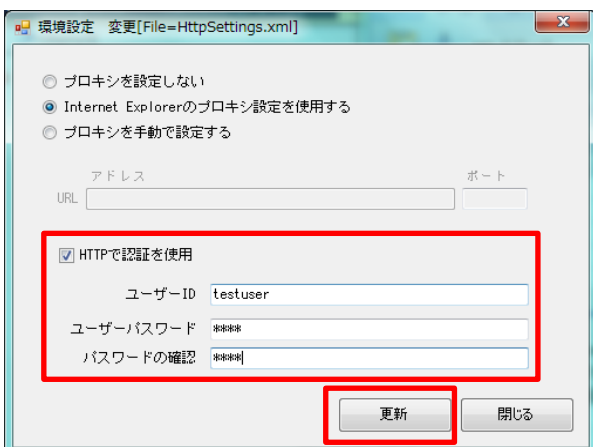 環境設定 変更[File=HttpSettings.xml]
プロキシを設定しない
Internet Explorerのプロキシ設定を使用する
プロキシを手動で設定する
アドレス ポート
URL
HTTPで認証を使用
ユーザーID testuser
ユーザーパスワード ****
パスワードの確認 ****
更新 閉じる